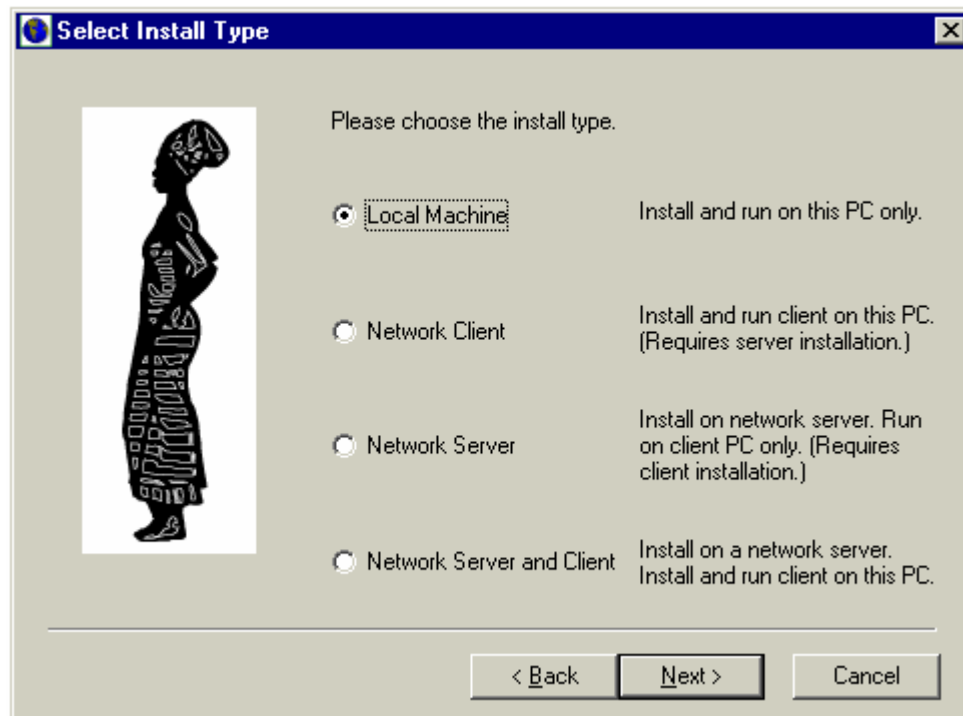 Select Install Type
Please choose the install type.
Local Machine
Install and run on this PC only.
Network Client
Install and run client on this PC.
(Requires server installation.)
Network Server
Install on network server. Run
on client PC only. (Requires
client installation.)
Network Server and Client
Install on a network server.
Install and run client on this PC.
< Back
Next >
Cancel